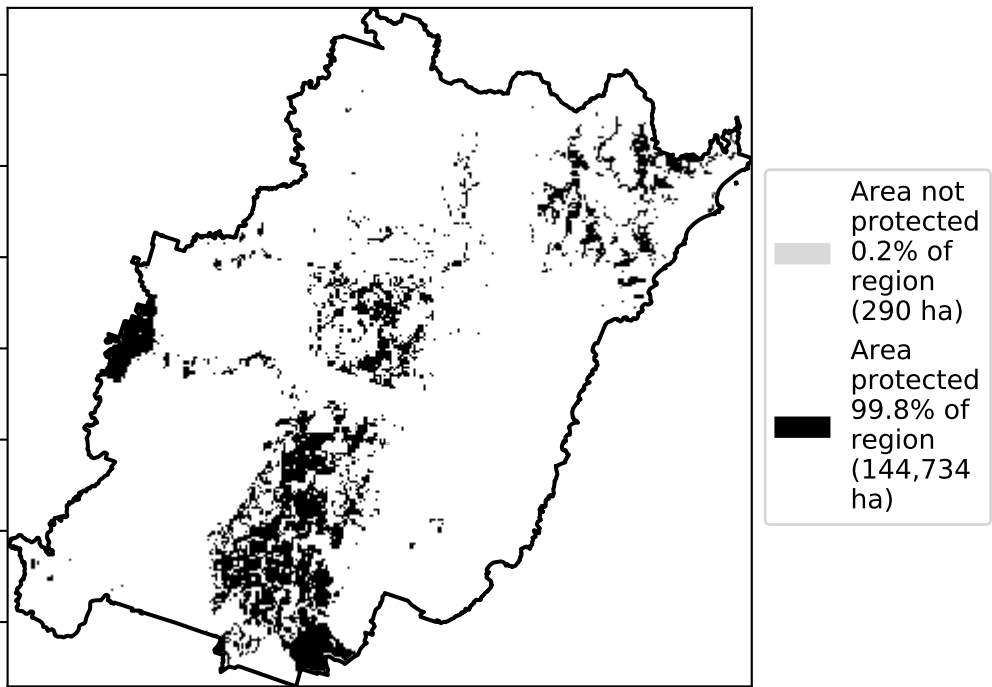 Area not
protected
0.2% of
region
(290 ha)
Area
protected
99.8% of
region
(144,734
ha)